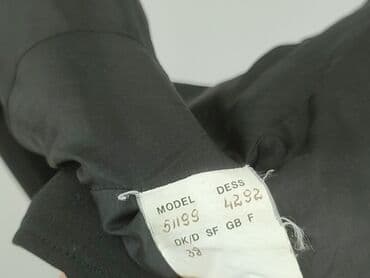 MODEL DESS
51199 4292
DK/D SF GB F
38